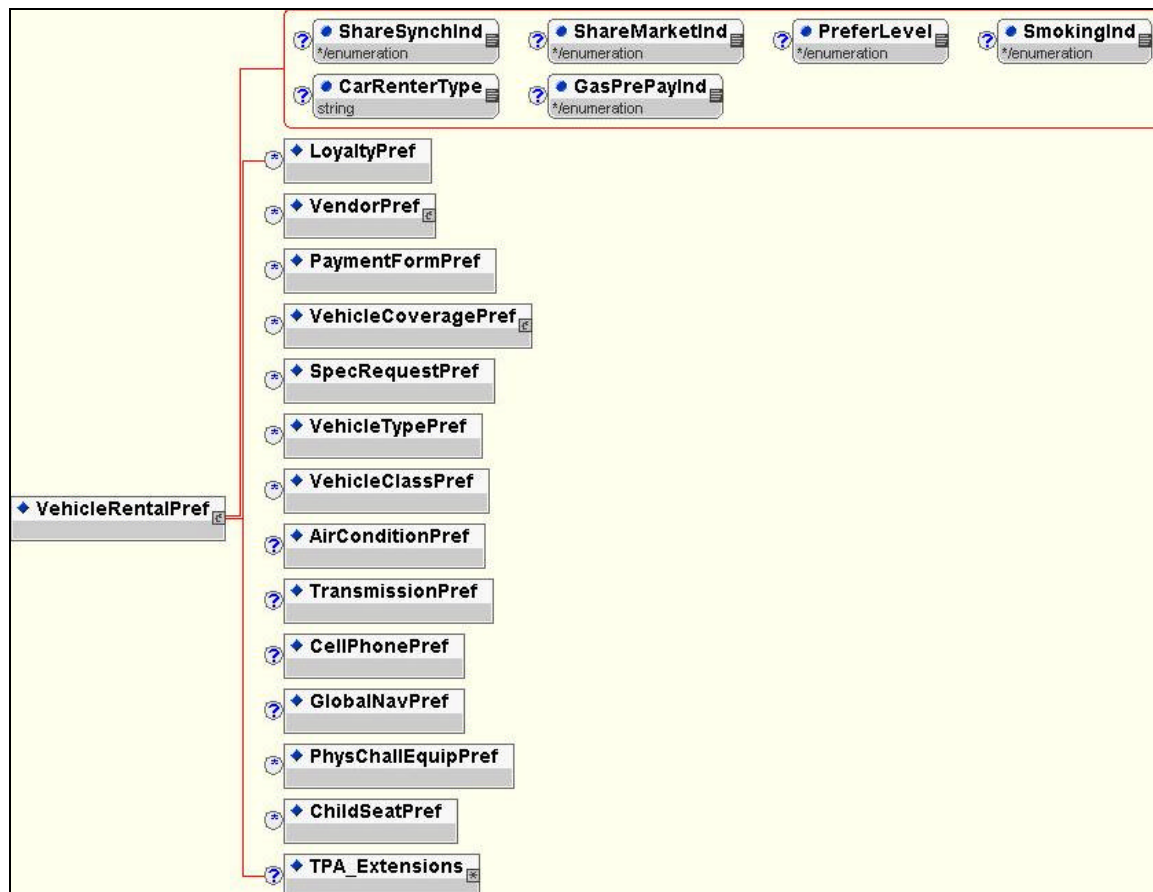 ? ShareSynchInd ? ShareMarketInd ? PreferLevel ? SmokingInd
*/enumeration */enumeration */enumeration */enumeration
? CarRenterType ? GasPrePayInd
string */enumeration
* LoyaltyPref
* VendorPref
* PaymentFormPref
* VehicleCoveragePref
* SpecRequestPref
* VehicleTypePref
* VehicleClassPref
VehicleRentalPref
? AirConditionPref
? TransmissionPref
? CellPhonePref
? GlobalNavPref
* PhysChallEquipPref
* ChildSeatPref
? TPA_Extensions *